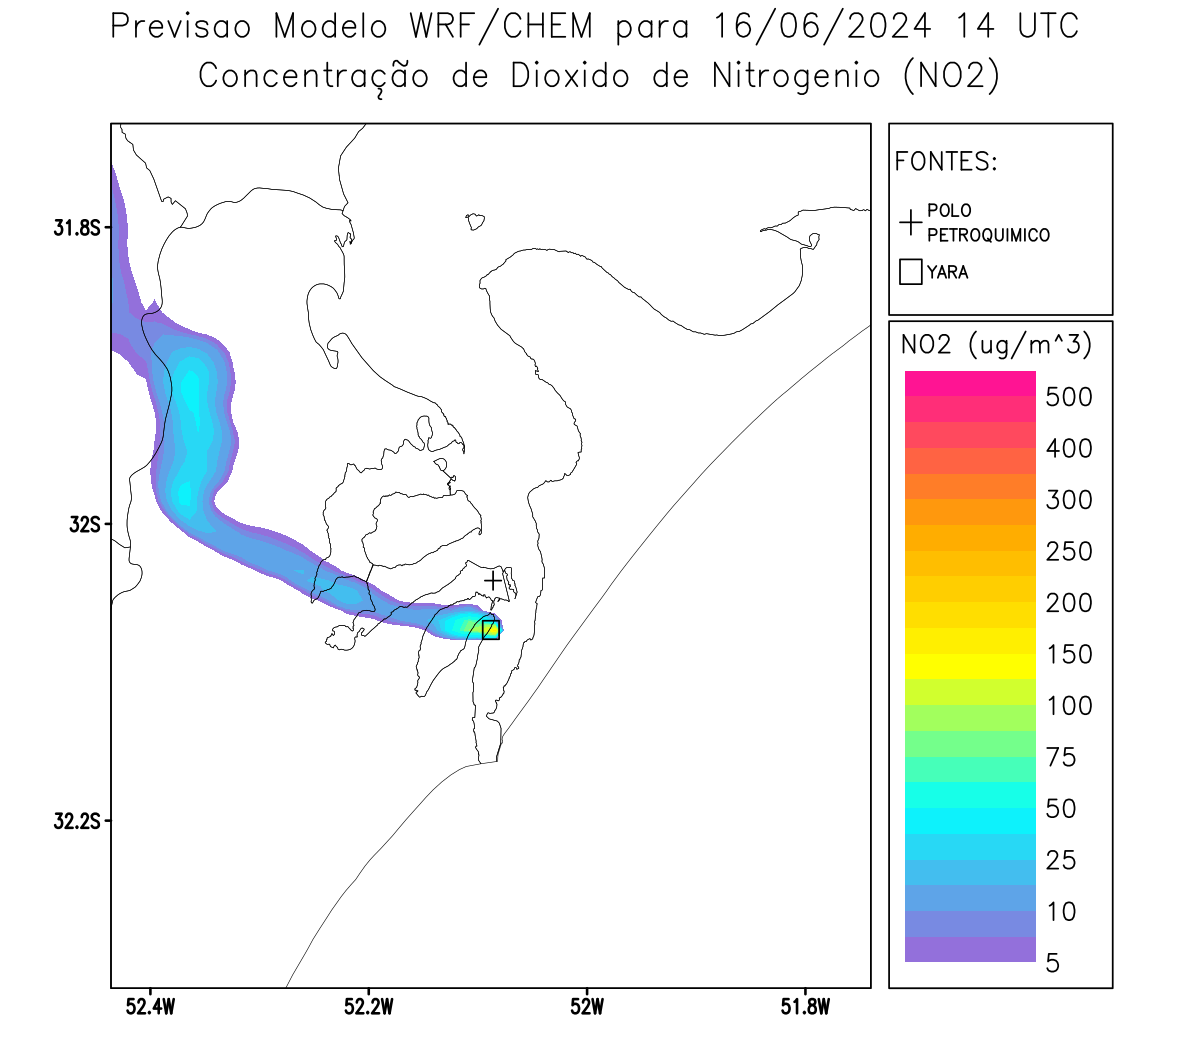 Previsao Modelo WRF/CHEM para 16/06/2024 14 UTC
Concentração de Dioxido de Nitrogenio (NO2)
FONTES:
POLO
PETROQUIMICO
YARA
NO2 (ug/m^3)
500
400
300
250
200
150
100
75
50
25
10
5
31.8S
32S
32.2S
52.4W
52.2W
52W
51.8W